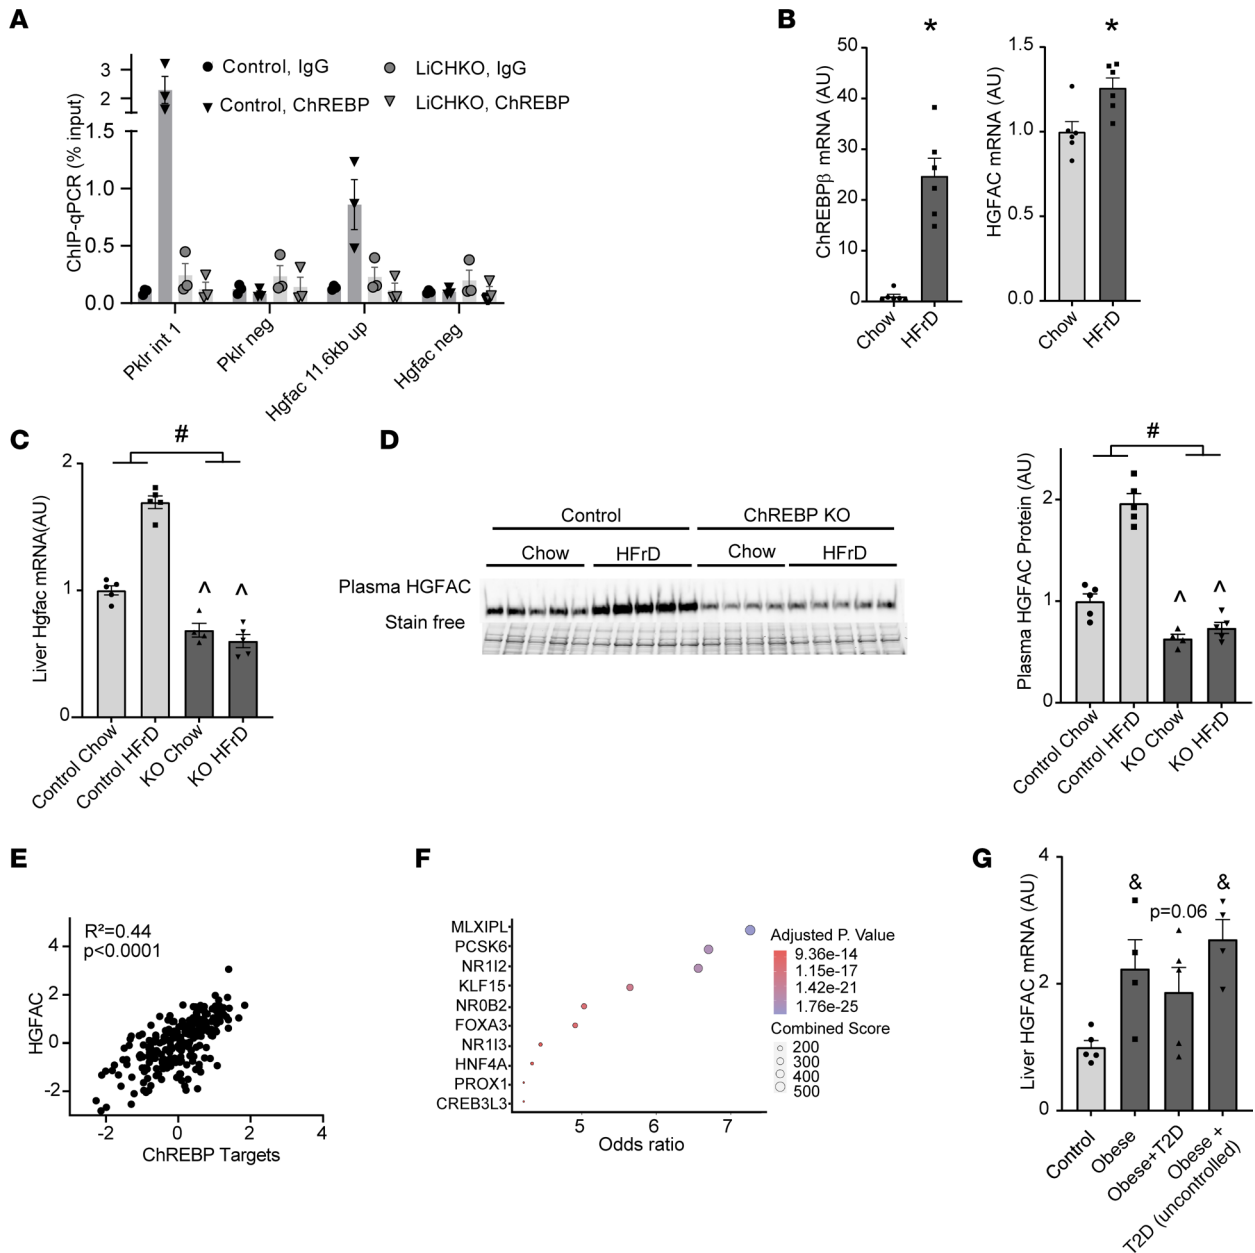 A
ChIP-qPCR (% input)
3
2
1.5
1.0
0.5
0.0
Control, IgG
LiCHKO, IgG
Control, ChREBP
LiCHKO, ChREBP
Pklr int 1
Pklr neg
Hgfac 11.6kb up
Hgfac neg
B
ChREBPβ mRNA (AU)
50
40
30
20
10
0
*
Chow
HFrD
HGFAC mRNA (AU)
1.5
1.0
0.5
0.0
*
Chow
HFrD
C
Liver Hgfac mRNA(AU)
2
1
0
#
^
^
Control Chow
Control HFrD
KO Chow
KO HFrD
D
Control
ChREBP KO
Chow
HFrD
Chow
HFrD
Plasma HGFAC
Stain free
Plasma HGFAC Protein (AU)
2
1
0
#
^
^
Control Chow
Control HFrD
KO Chow
KO HFrD
E
R²=0.44
p<0.0001
HGFAC
4
2
0
-2
-2
0
2
4
ChREBP Targets
F
MLXIPL
PCSK6
NR1I2
KLF15
NR0B2
FOXA3
NR1I3
HNF4A
PROX1
CREB3L3
5
6
7
Odds ratio
Adjusted P. Value
9.36e-14
1.15e-17
1.42e-21
1.76e-25
Combined Score
200
300
400
500
G
Liver HGFAC mRNA (AU)
4
2
0
&
p=0.06
&
Control
Obese
Obese+T2D
Obese +
T2D (uncontrolled)